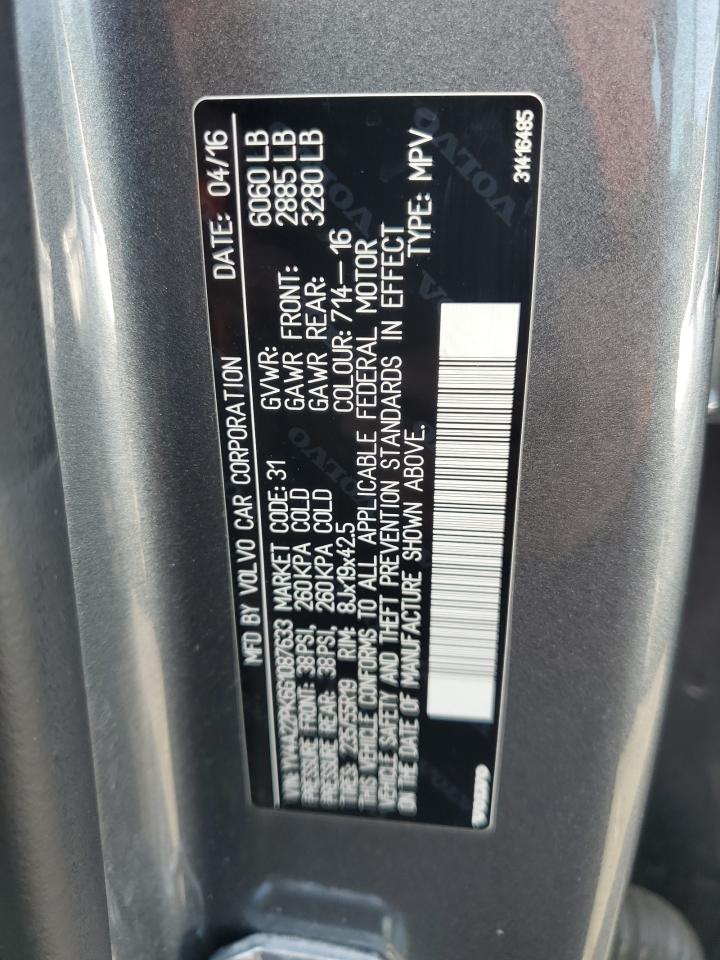 MFD BY VOLVO CAR CORPORATION DATE: 04/16
VIN: YV4A22PKGG1087633 MARKET CODE: 31 GVWR: 6060 LB
PRESSURE FRONT: 38PSI, 260KPA COLD GAWR FRONT: 2885 LB
PRESSURE REAR: 38PSI, 260KPA COLD GAWR REAR: 3280 LB
TIRES: 235/55R19 RIM: 8Jx19x42.5 COLOUR: 714—16
THIS VEHICLE CONFORMS TO ALL APPLICABLE FEDERAL MOTOR
VEHICLE SAFETY AND THEFT PREVENTION STANDARDS IN EFFECT
ON THE DATE OF MANUFACTURE SHOWN ABOVE. TYPE: MPV
31416485